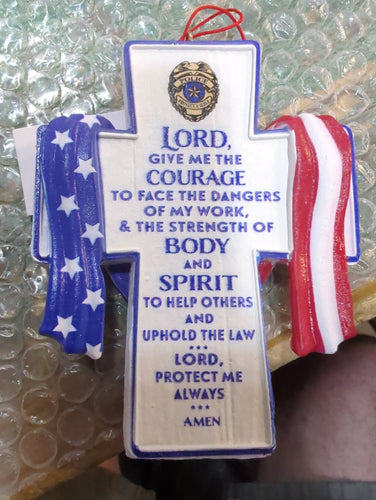 POLICE
LORD,
GIVE ME THE
COURAGE
TO FACE THE DANGERS
OF MY WORK,
& THE STRENGTH OF
BODY
AND
SPIRIT
TO HELP OTHERS
AND
UPHOLD THE LAW
•••
LORD,
PROTECT ME
ALWAYS
•••
AMEN